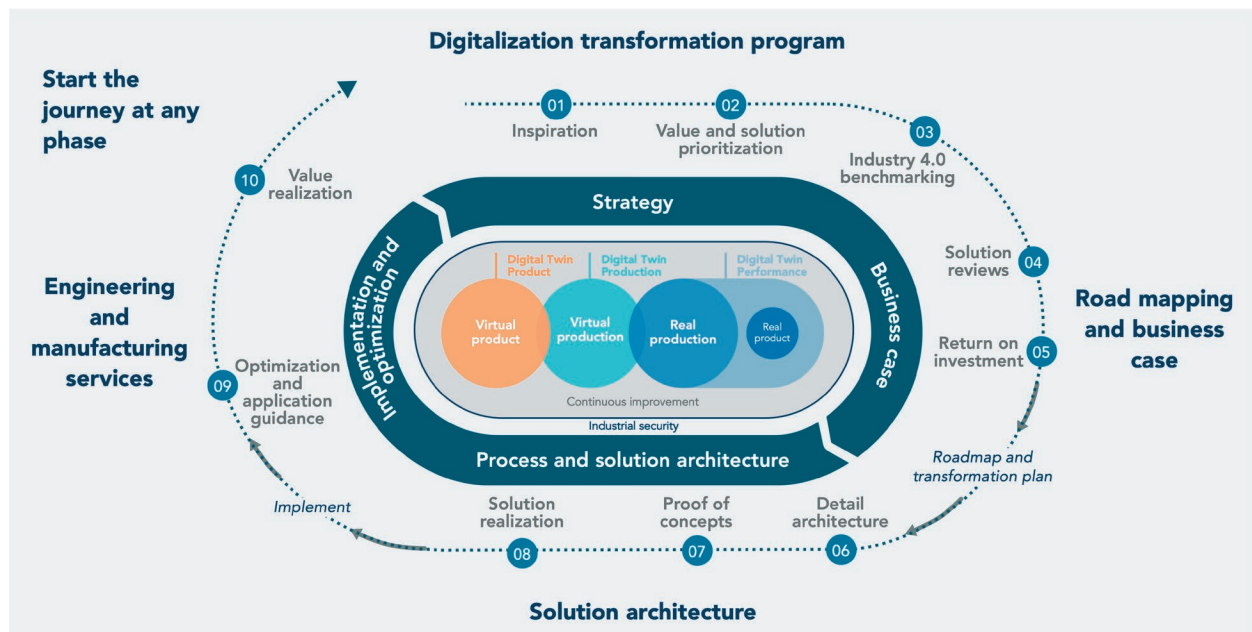 Digitalization transformation program
Start the
journey at any
phase
01
Inspiration
02
Value and solution
prioritization
03
Industry 4.0
benchmarking
04
Solution
reviews
05
Return on
investment
Road mapping
and business
case
Roadmap and
transformation plan
06
Detail
architecture
07
Proof of
concepts
08
Solution
realization
Solution architecture
Implement
09
Optimization
and
application
guidance
Engineering
and
manufacturing
services
10
Value
realization
Strategy
Business case
Process and solution architecture
Implementation and
optimization
Digital Twin
Product
Digital Twin
Production
Digital Twin
Performance
Virtual
product
Virtual
production
Real
production
Real
product
Continuous improvement
Industrial security